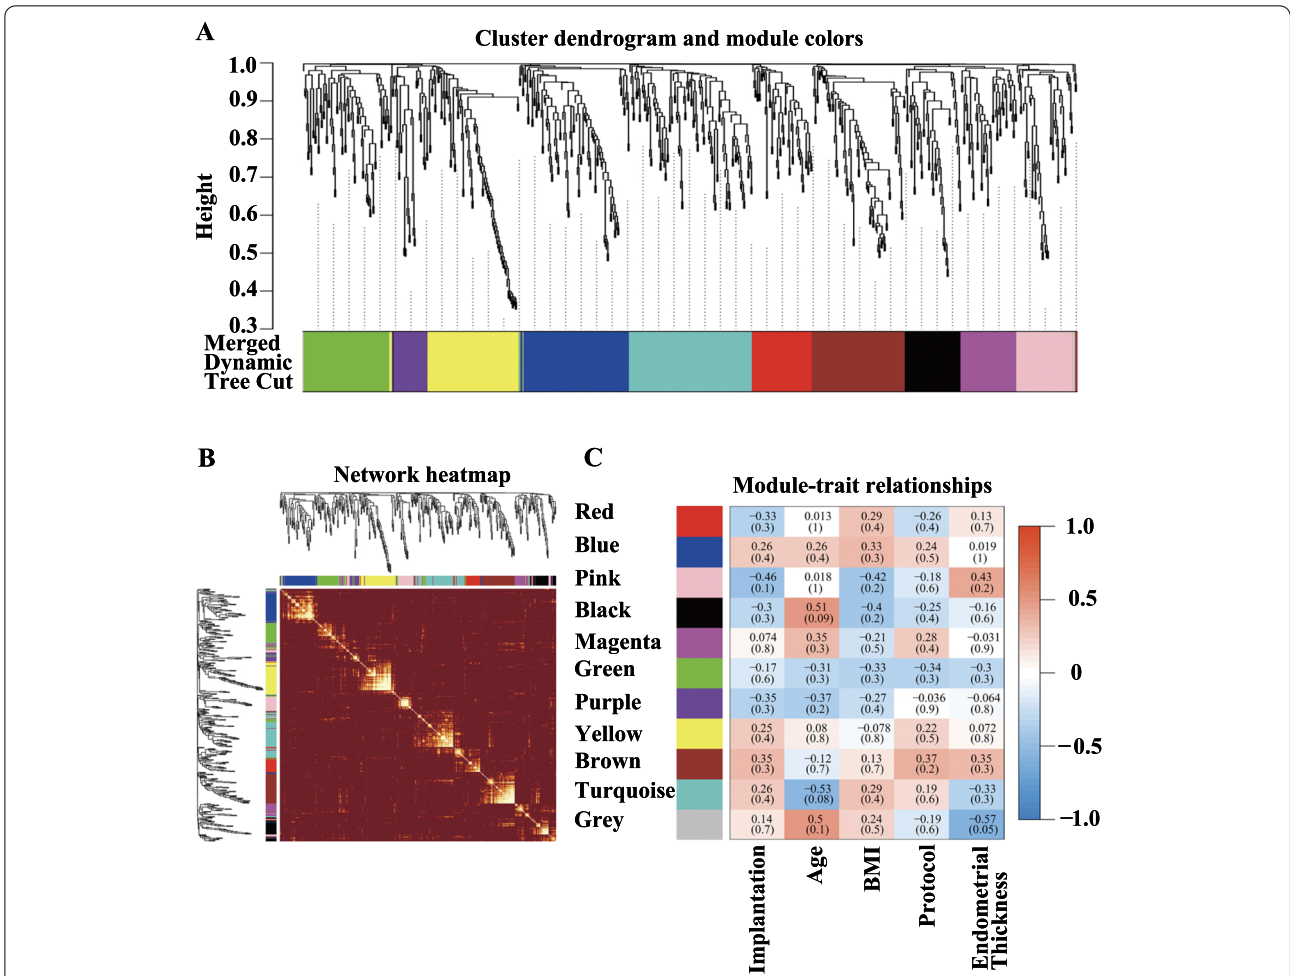 A
Cluster dendrogram and module colors
1.0
0.9
0.8
0.7
0.6
0.5
0.4
0.3
Height
Merged
Dynamic
Tree Cut
B
Network heatmap
C
Module-trait relationships
Red
−0.33 0.013 0.29 −0.26 0.13
(0.3) (1) (0.4) (0.4) (0.7)
Blue
0.26 0.26 0.33 0.24 0.019
(0.4) (0.4) (0.3) (0.5) (1)
Pink
−0.46 0.018 −0.42 −0.18 0.43
(0.1) (1) (0.2) (0.6) (0.2)
Black
−0.3 0.51 −0.4 −0.25 −0.16
(0.3) (0.09) (0.2) (0.4) (0.6)
Magenta
0.074 0.35 −0.21 0.28 −0.031
(0.8) (0.3) (0.5) (0.4) (0.9)
Green
−0.17 −0.31 −0.33 −0.34 −0.3
(0.6) (0.3) (0.3) (0.3) (0.3)
Purple
−0.35 −0.37 −0.27 −0.036 −0.064
(0.3) (0.2) (0.4) (0.9) (0.8)
Yellow
0.25 0.08 −0.078 0.22 0.072
(0.4) (0.8) (0.8) (0.5) (0.8)
Brown
0.35 −0.12 0.13 0.37 0.35
(0.3) (0.7) (0.7) (0.2) (0.3)
Turquoise
0.26 −0.53 0.29 0.19 −0.33
(0.4) (0.08) (0.4) (0.6) (0.3)
Grey
0.14 0.5 0.24 −0.19 −0.57
(0.7) (0.1) (0.5) (0.6) (0.05)
Implantation
Age
BMI
Protocol
Endometrial
Thickness
1.0
0.5
0
−0.5
−1.0